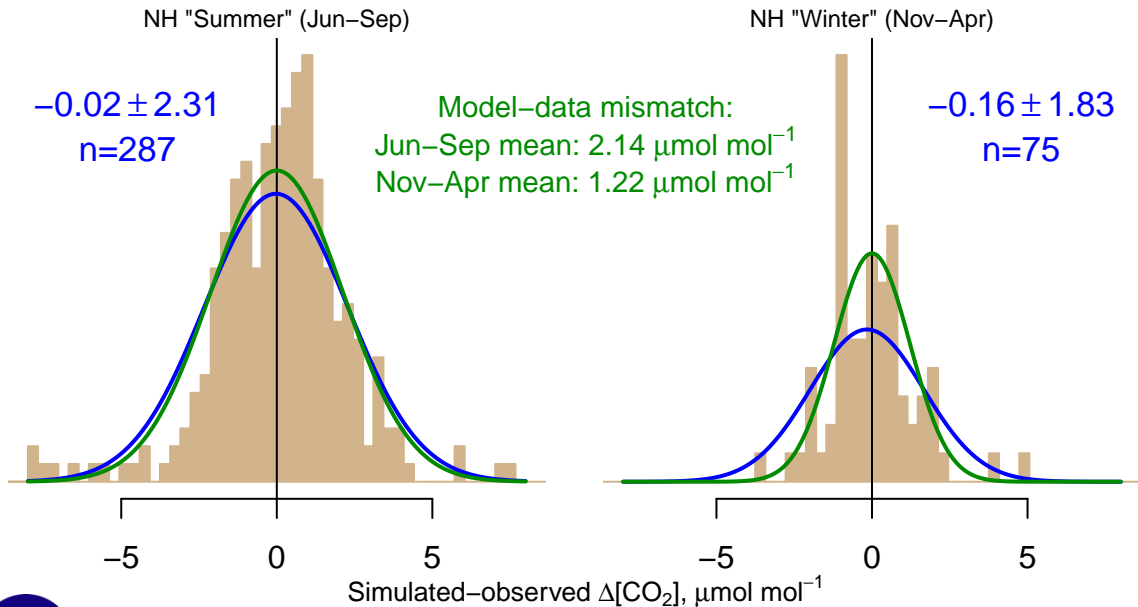 NH "Summer" (Jun−Sep)
NH "Winter" (Nov−Apr)
−0.02 ± 2.31
n=287
Model−data mismatch:
Jun−Sep mean: 2.14 μmol mol⁻¹
Nov−Apr mean: 1.22 μmol mol⁻¹
−0.16 ± 1.83
n=75
−5 0 5
−5 0 5
Simulated−observed Δ[CO₂], μmol mol⁻¹